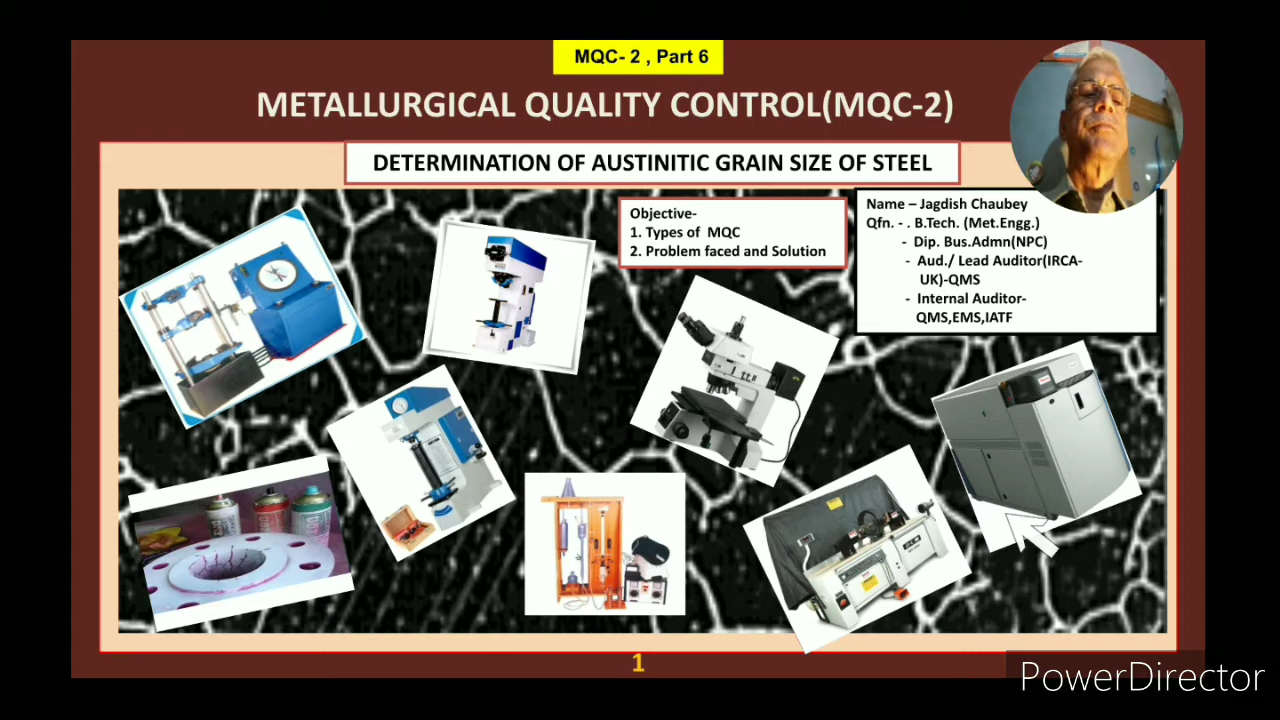 MQC- 2 , Part 6
METALLURGICAL QUALITY CONTROL(MQC-2)
DETERMINATION OF AUSTINITIC GRAIN SIZE OF STEEL
Objective-
1. Types of MQC
2. Problem faced and Solution
Name – Jagdish Chaubey
Qfn. - . B.Tech. (Met.Engg.)
- Dip. Bus.Admn(NPC)
- Aud./ Lead Auditor(IRCA-
UK)-QMS
- Internal Auditor-
QMS,EMS,IATF
1
PowerDirector